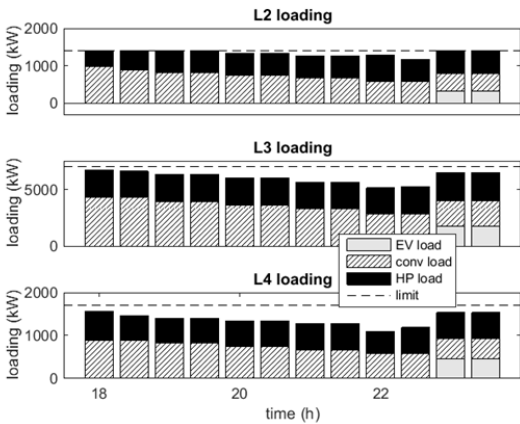 L2 loading
2000
1000
0
loading (kW)
L3 loading
5000
0
loading (kW)
EV load
conv load
HP load
limit
L4 loading
2000
1000
0
loading (kW)
18
20
22
time (h)